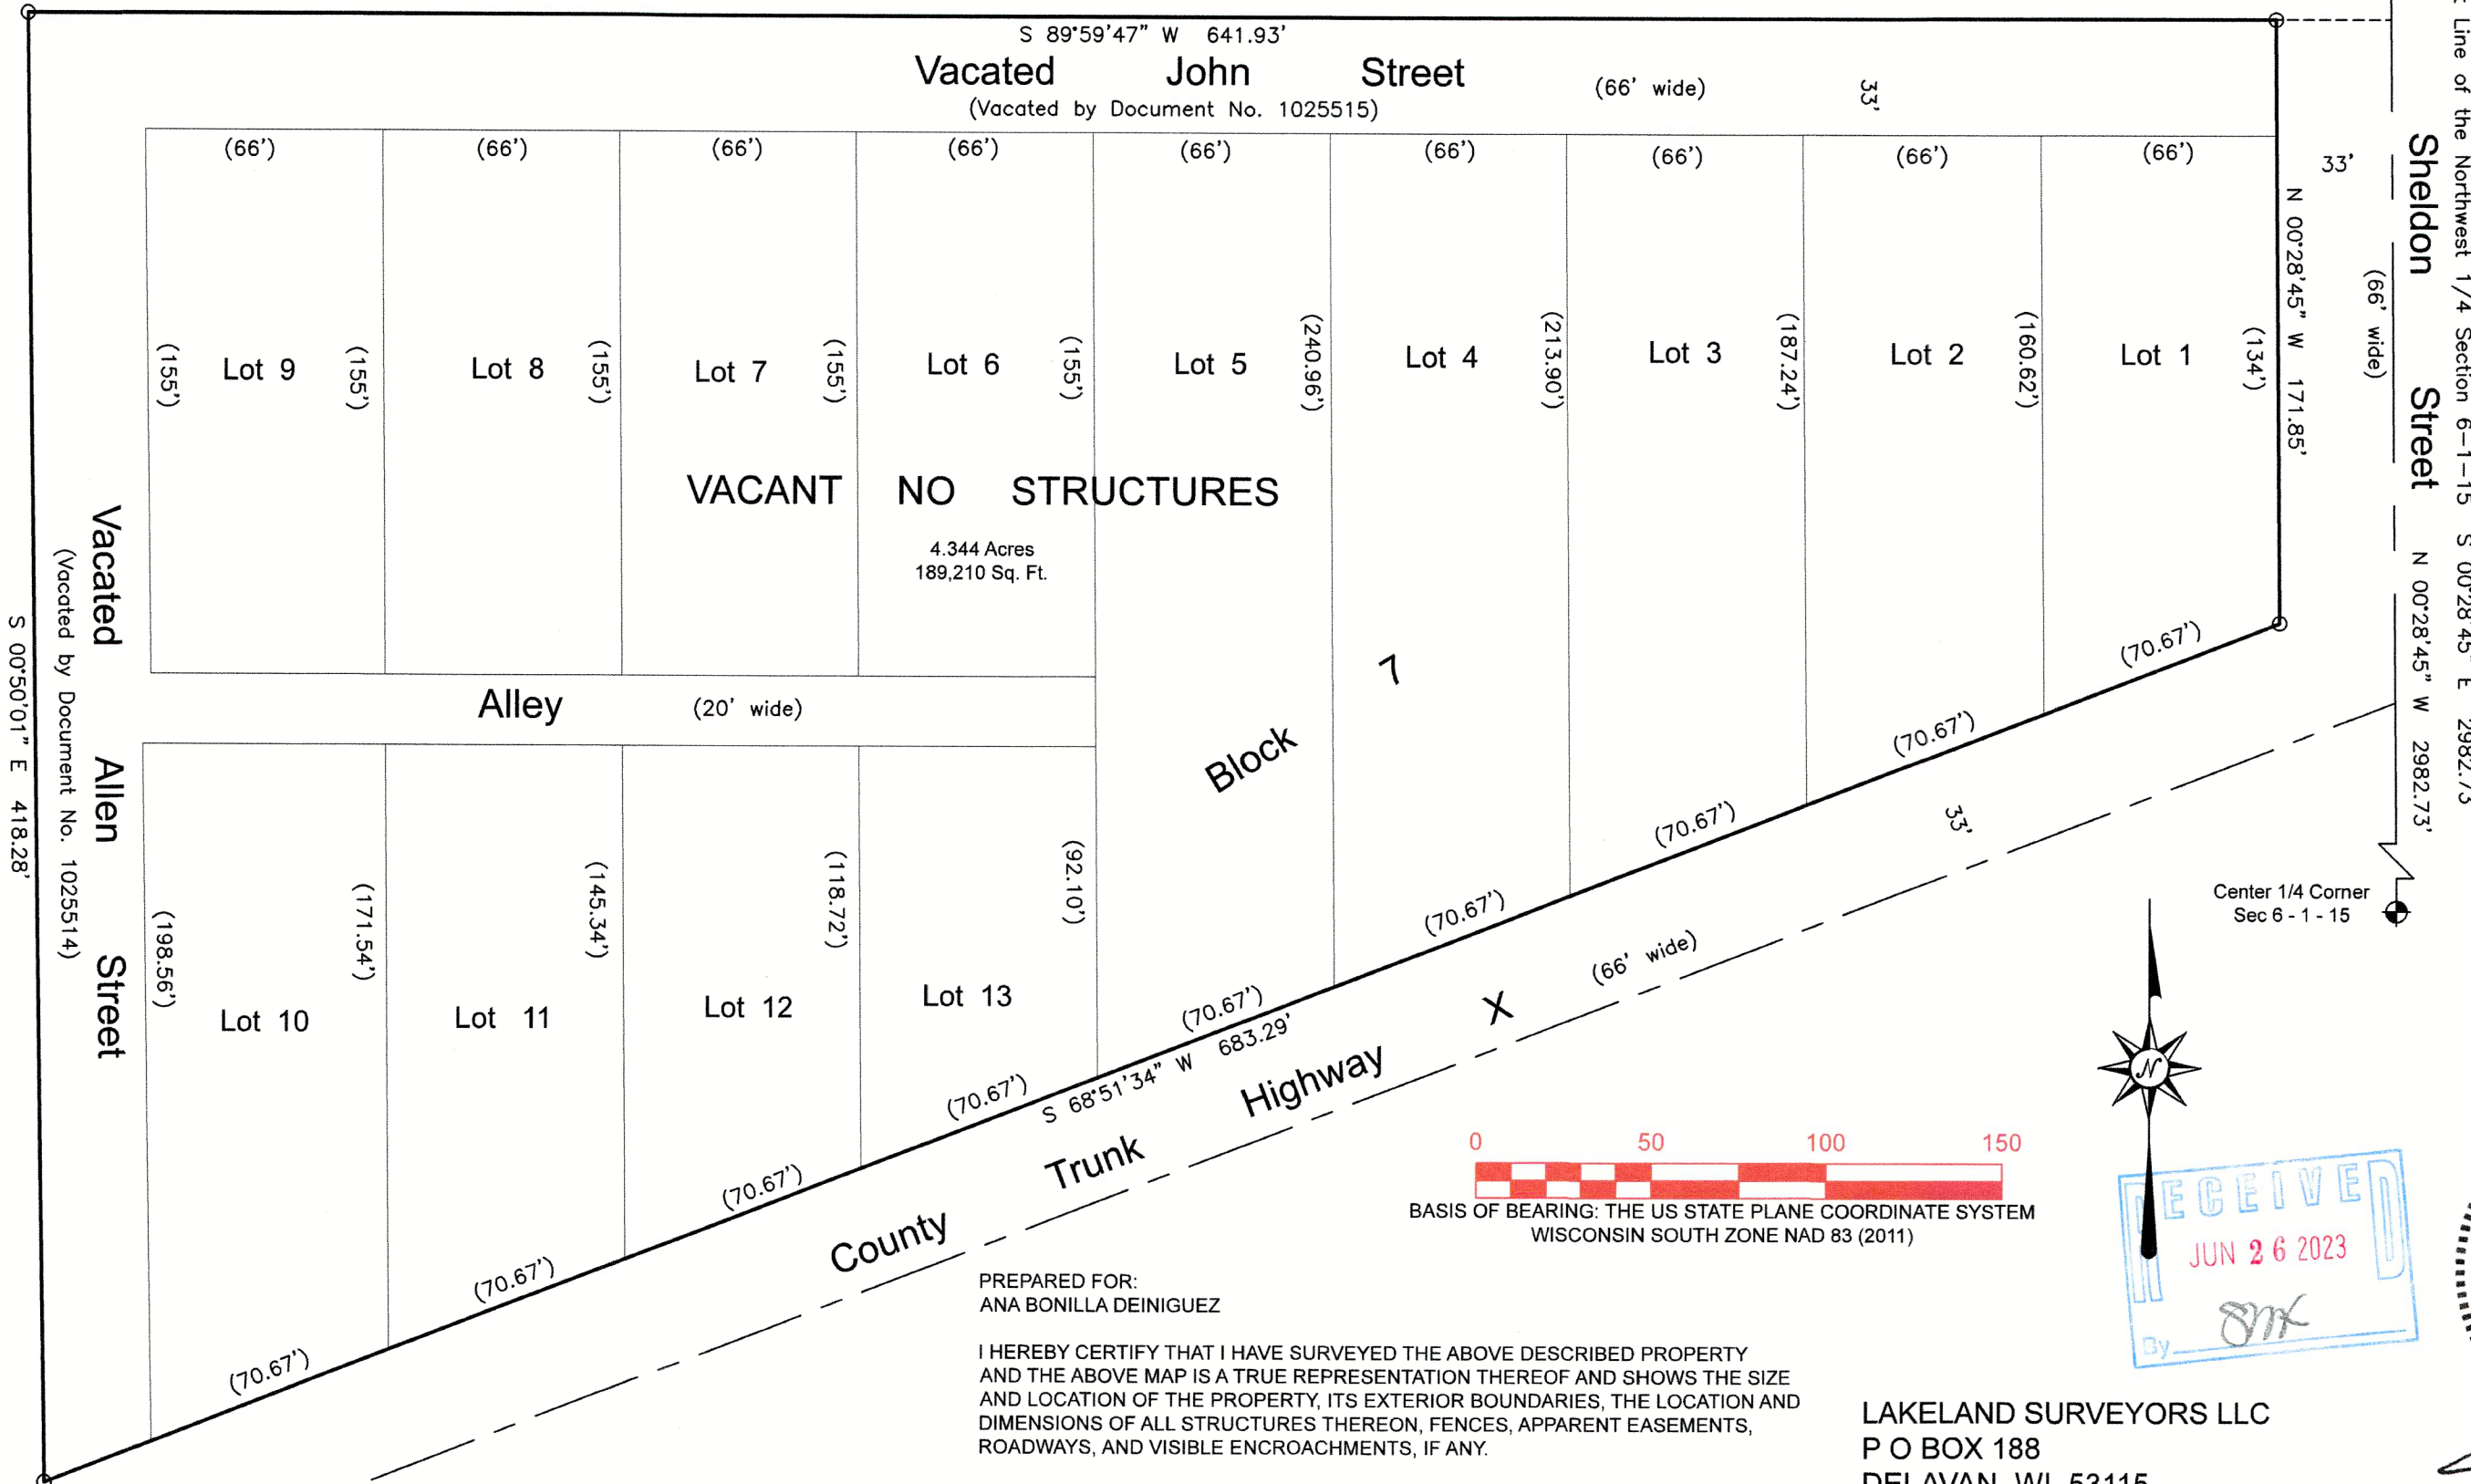 S 89°59'47" W 641.93'
Vacated John Street (66' wide) 33'
(Vacated by Document No. 1025515)
(66') (66') (66') (66') (66') (66') (66') (66') (66') 33'
Line of the Northwest 1/4 Section 6-1-15 S 00°28'45" E 2982.73
Sheldon Street N 00°28'45" W 2982.73'
(66' wide)
N 00°28'45" W 171.85'
(155') Lot 9 (155') Lot 8 (155') Lot 7 (155') Lot 6 (155') Lot 5 (240.96') Lot 4 (213.90') Lot 3 (187.24') Lot 2 (160.62') Lot 1 (134')
VACANT NO STRUCTURES
4.344 Acres
189,210 Sq. Ft.
Block 7
Alley (20' wide)
Vacated Allen Street
(Vacated by Document No. 1025514)
S 00°50'01" E 418.28'
(198.56') Lot 10 (171.54') Lot 11 (145.34') Lot 12 (118.72') Lot 13 (92.10')
(70.67')
(70.67')
(70.67')
(70.67')
(70.67')
(70.67')
(70.67')
(70.67')
(70.67')
S 68°51'34" W 683.29'
County Trunk Highway X (66' wide) 33'
Center 1/4 Corner
Sec 6 - 1 - 15
N
0 50 100 150
BASIS OF BEARING: THE US STATE PLANE COORDINATE SYSTEM
WISCONSIN SOUTH ZONE NAD 83 (2011)
RECEIVED
JUN 26 2023
By
PREPARED FOR:
ANA BONILLA DEINIGUEZ
I HEREBY CERTIFY THAT I HAVE SURVEYED THE ABOVE DESCRIBED PROPERTY
AND THE ABOVE MAP IS A TRUE REPRESENTATION THEREOF AND SHOWS THE SIZE
AND LOCATION OF THE PROPERTY, ITS EXTERIOR BOUNDARIES, THE LOCATION AND
DIMENSIONS OF ALL STRUCTURES THEREON, FENCES, APPARENT EASEMENTS,
ROADWAYS, AND VISIBLE ENCROACHMENTS, IF ANY.
LAKELAND SURVEYORS LLC
P O BOX 188
DELAVAN, WI 53115